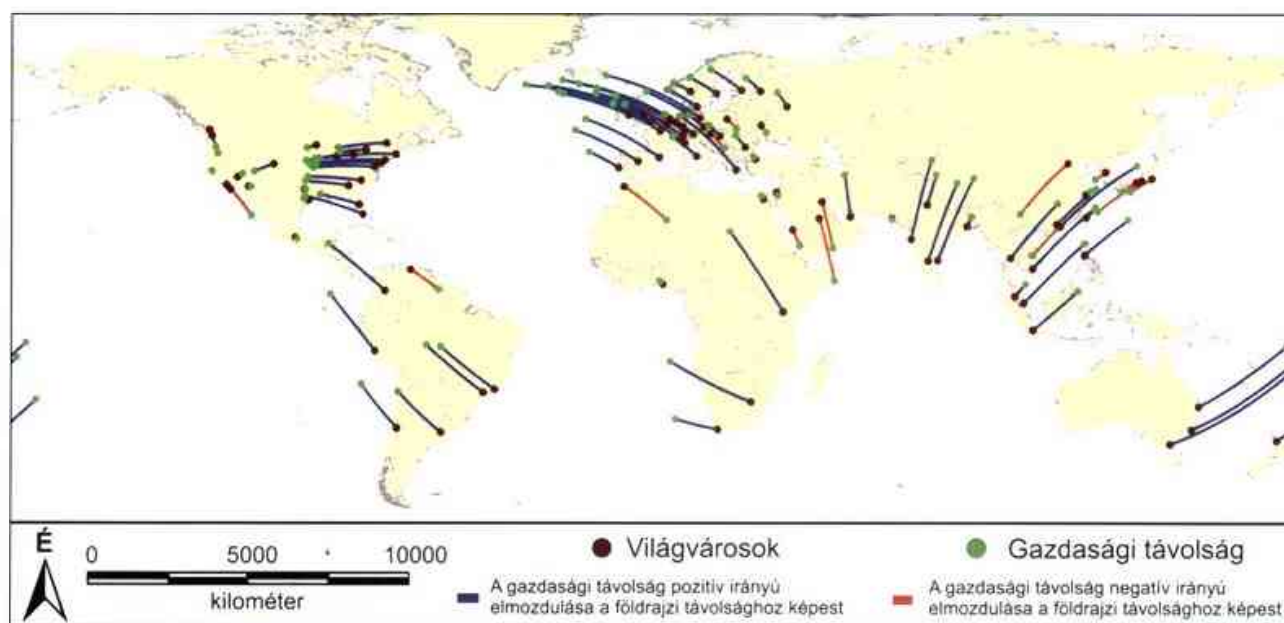 É
0 5000 10000
kilométer
Világvárosok
Gazdasági távolság
A gazdasági távolság pozitív irányú
elmozdulása a földrajzi távolsághoz képest
A gazdasági távolság negatív irányú
elmozdulása a földrajzi távolsághoz képest